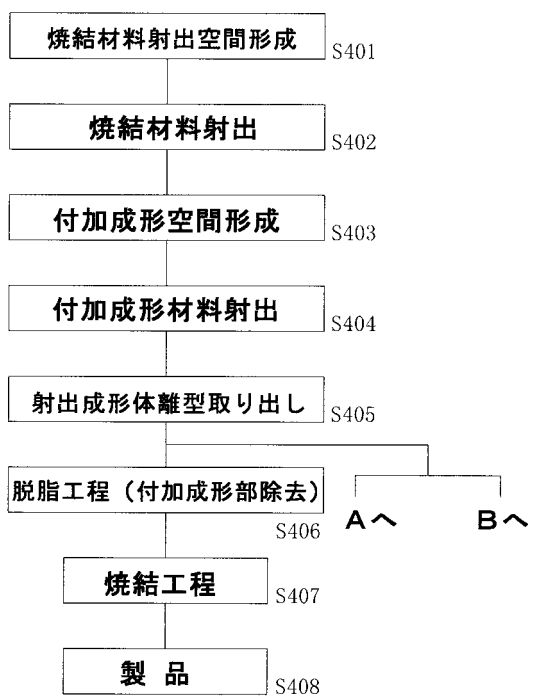 焼結材料射出空間形成
S401
焼結材料射出
S402
付加成形空間形成
S403
付加成形材料射出
S404
射出成形体離型取り出し
S405
脱脂工程（付加成形部除去）
S406
Aへ
Bへ
焼結工程
S407
製 品
S408